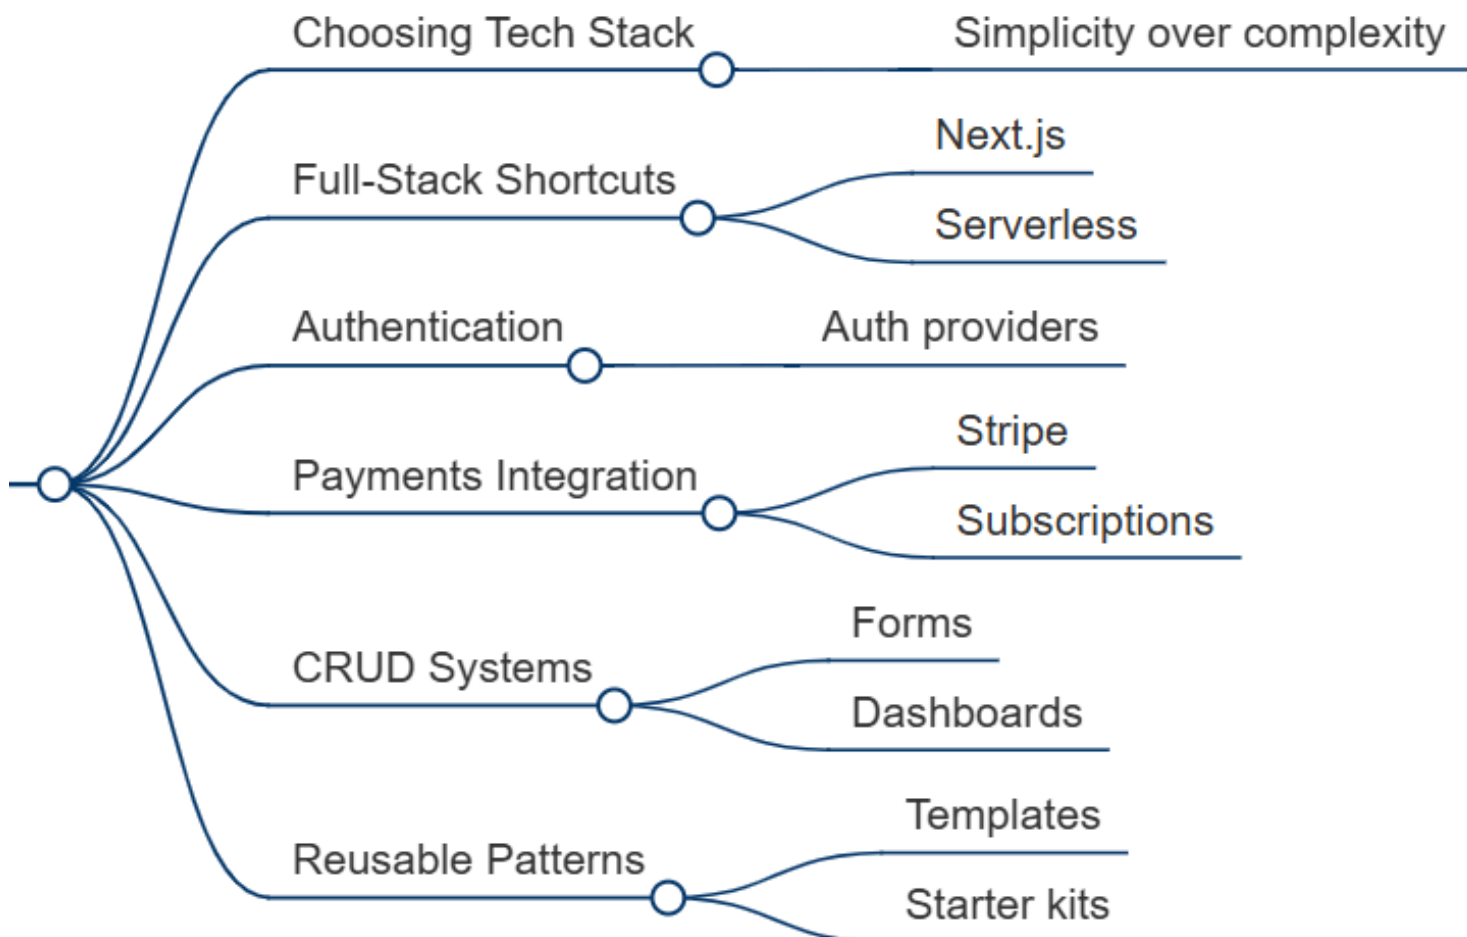 Choosing Tech Stack
Simplicity over complexity
Full-Stack Shortcuts
Next.js
Serverless
Authentication
Auth providers
Payments Integration
Stripe
Subscriptions
CRUD Systems
Forms
Dashboards
Reusable Patterns
Templates
Starter kits